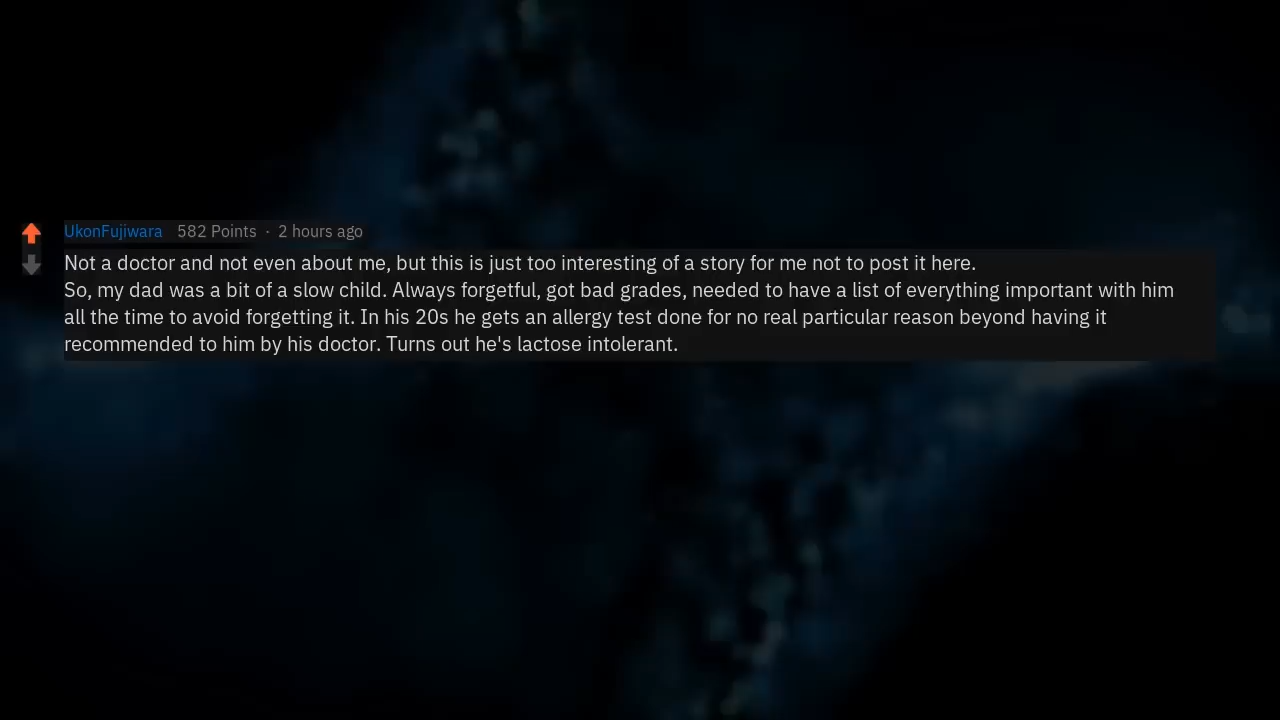 UkonFujiwara 582 Points · 2 hours ago
Not a doctor and not even about me, but this is just too interesting of a story for me not to post it here.
So, my dad was a bit of a slow child. Always forgetful, got bad grades, needed to have a list of everything important with him
all the time to avoid forgetting it. In his 20s he gets an allergy test done for no real particular reason beyond having it
recommended to him by his doctor. Turns out he's lactose intolerant.